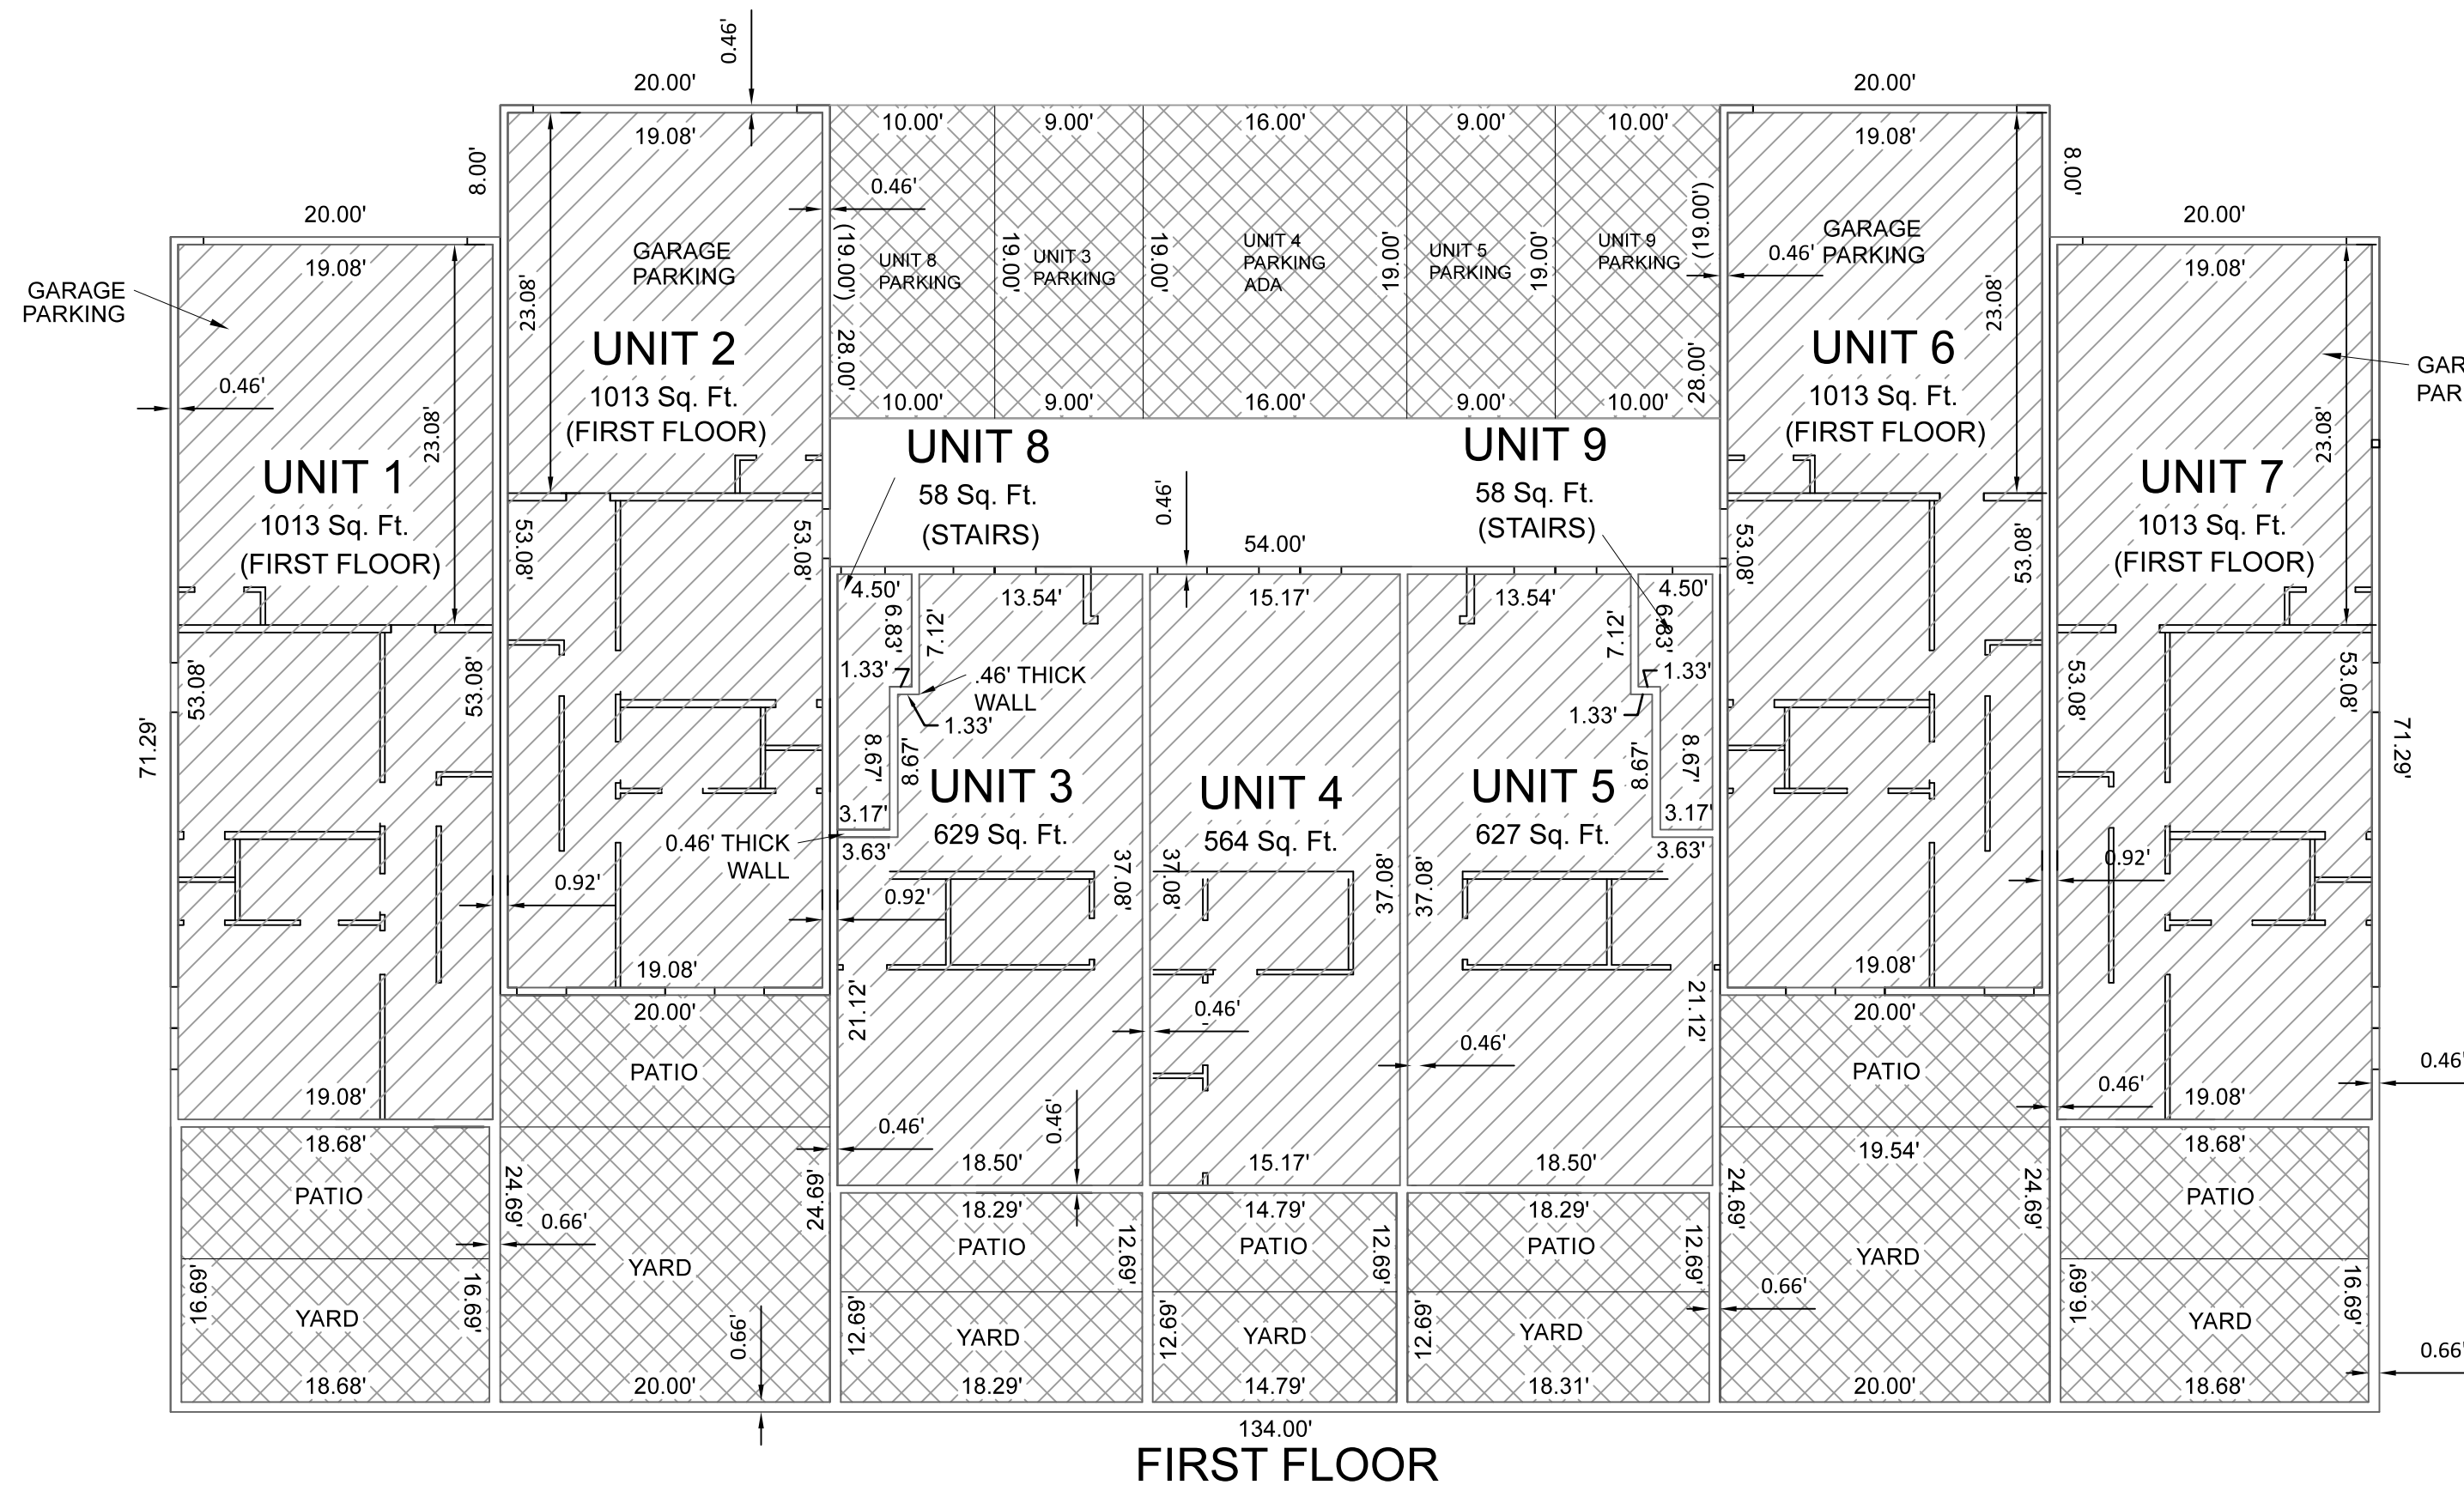 0.46'
20.00'
20.00'
8.00'
19.08'
10.00'
9.00'
16.00'
9.00'
10.00'
19.08'
8.00'
20.00'
20.00'
0.46'
19.08'
19.08'
GARAGE
PARKING
GARAGE
PARKING
23.08'
(19.00')
UNIT 8
PARKING
19.00'
UNIT 3
PARKING
19.00'
UNIT 4
PARKING
ADA
19.00'
UNIT 5
PARKING
19.00'
UNIT 9
PARKING
(19.00')
0.46'
GARAGE
PARKING
23.08'
UNIT 2
1013 Sq. Ft.
(FIRST FLOOR)
28.00'
28.00'
UNIT 6
1013 Sq. Ft.
(FIRST FLOOR)
GAR
PAR
0.46'
23.08'
10.00'
9.00'
16.00'
9.00'
10.00'
23.08'
UNIT 1
1013 Sq. Ft.
(FIRST FLOOR)
UNIT 8
58 Sq. Ft.
(STAIRS)
0.46'
54.00'
UNIT 9
58 Sq. Ft.
(STAIRS)
UNIT 7
1013 Sq. Ft.
(FIRST FLOOR)
53.08'
53.08'
53.08'
53.08'
4.50'
13.54'
15.17'
13.54'
4.50'
6.83'
7.12'
7.12'
6.83'
53.08'
53.08'
53.08'
53.08'
1.33'
.46' THICK
WALL
1.33'
1.33'
1.33'
71.29'
8.67'
8.67'
8.67'
8.67'
71.29'
UNIT 3
629 Sq. Ft.
UNIT 4
564 Sq. Ft.
UNIT 5
627 Sq. Ft.
3.17'
3.17'
0.46' THICK
WALL
3.63'
3.63'
0.92'
0.92'
37.08'
37.08'
37.08'
37.08'
0.92'
19.08'
19.08'
20.00'
21.12'
0.46'
0.46'
21.12'
20.00'
PATIO
PATIO
0.46'
19.08'
0.46'
0.46'
0.46'
19.08'
18.68'
18.50'
15.17'
18.50'
19.54'
18.68'
PATIO
24.69'
24.69'
24.69'
24.69'
PATIO
0.66'
18.29'
14.79'
18.29'
PATIO
12.69'
PATIO
12.69'
PATIO
12.69'
YARD
YARD
0.66'
16.69'
16.69'
16.69'
16.69'
YARD
0.66'
12.69'
YARD
12.69'
YARD
12.69'
YARD
YARD
0.66'
18.68'
20.00'
18.29'
14.79'
18.31'
20.00'
18.68'
134.00'
FIRST FLOOR